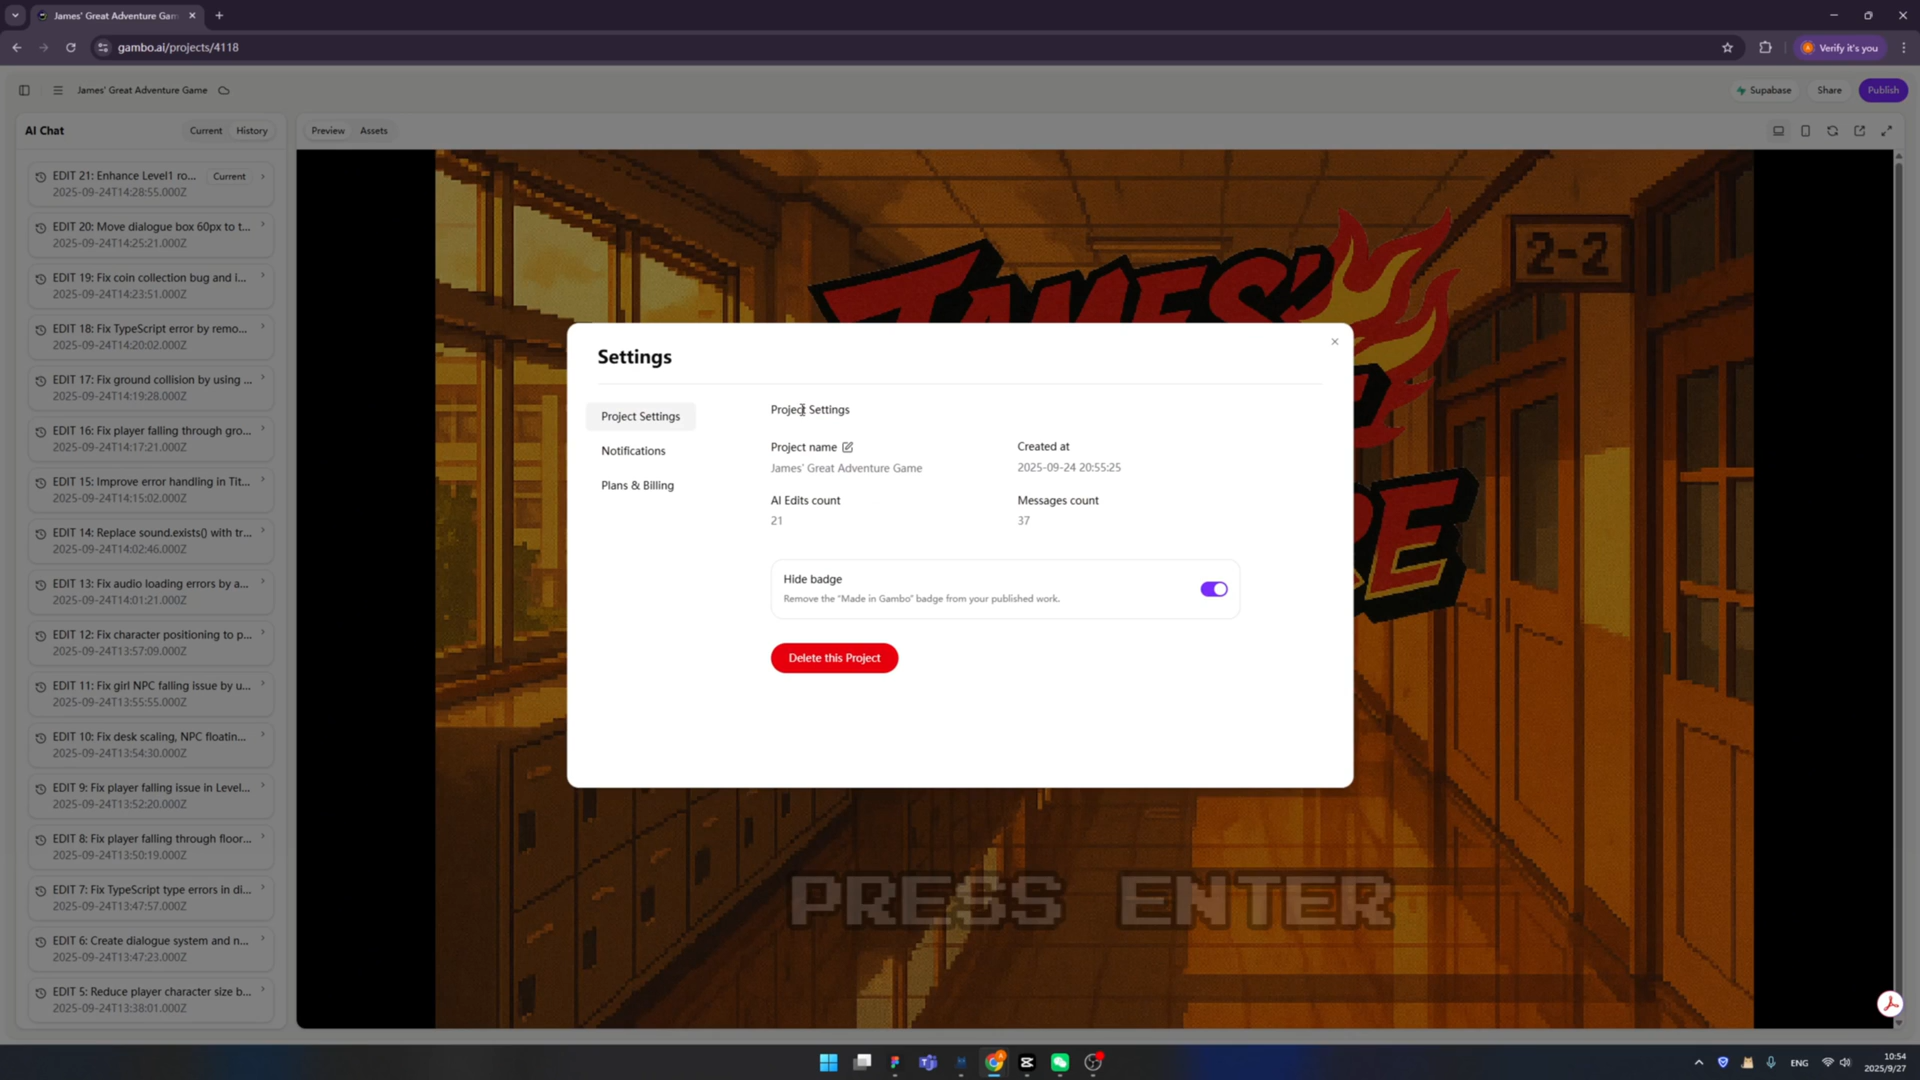 James' Great Adventure Gam
gambo.ai/projects/4118
Verify it's you
James' Great Adventure Game
Supabase
Share
Publish
AI Chat
Current
History
Preview
Assets
EDIT 21: Enhance Level1 ro...
Current
2025-09-24T14:28:55.000Z
EDIT 20: Move dialogue box 60px to t...
2025-09-24T14:25:21.000Z
EDIT 19: Fix coin collection bug and i...
2025-09-24T14:23:51.000Z
EDIT 18: Fix TypeScript error by remo...
2025-09-24T14:20:02.000Z
EDIT 17: Fix ground collision by using ...
2025-09-24T14:19:28.000Z
EDIT 16: Fix player falling through gro...
2025-09-24T14:17:21.000Z
EDIT 15: Improve error handling in Tit...
2025-09-24T14:15:02.000Z
EDIT 14: Replace sound.exists() with tr...
2025-09-24T14:02:46.000Z
EDIT 13: Fix audio loading errors by a...
2025-09-24T14:01:21.000Z
EDIT 12: Fix character positioning to p...
2025-09-24T13:57:09.000Z
EDIT 11: Fix girl NPC falling issue by u...
2025-09-24T13:55:55.000Z
EDIT 10: Fix desk scaling, NPC floatin...
2025-09-24T13:54:30.000Z
EDIT 9: Fix player falling issue in Level...
2025-09-24T13:52:20.000Z
EDIT 8: Fix player falling through floor...
2025-09-24T13:50:19.000Z
EDIT 7: Fix TypeScript type errors in di...
2025-09-24T13:47:57.000Z
EDIT 6: Create dialogue system and n...
2025-09-24T13:47:23.000Z
EDIT 5: Reduce player character size b...
2025-09-24T13:38:01.000Z
JAMES'
2-2
Settings
Project Settings
Notifications
Plans & Billing
Project Settings
Project name
James' Great Adventure Game
Created at
2025-09-24 20:55:25
AI Edits count
21
Messages count
37
Hide badge
Remove the "Made in Gambo" badge from your published work.
Delete this Project
PRESS ENTER
ENG
10:54
2025/9/27